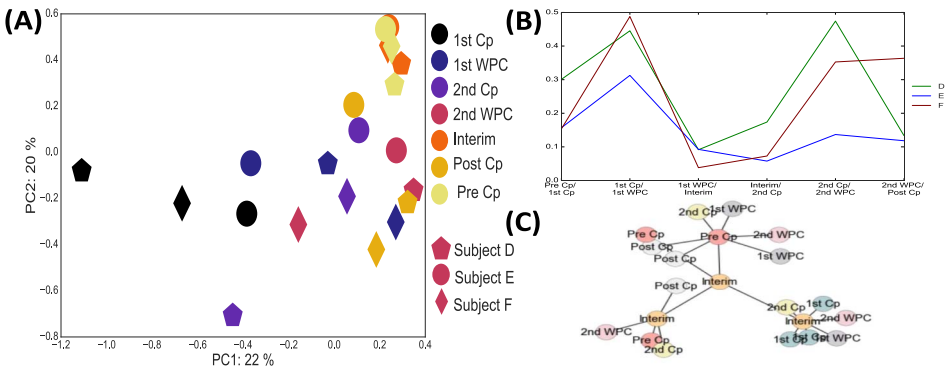 (A)
0.6
0.4
0.2
0.0
−0.2
−0.4
−0.6
−0.8
PC2: 20 %
−1.2
−1.0
−0.8
−0.6
−0.4
−0.2
0.0
0.2
0.4
PC1: 22 %
1st Cp
1st WPC
2nd Cp
2nd WPC
Interim
Post Cp
Pre Cp
Subject D
Subject E
Subject F
(B)
0.5
0.4
0.3
0.2
0.1
0.0
Pre Cp/
1st Cp
1st Cp/
1st WPC
1st WPC/
Interim
Interim/
2nd Cp
2nd Cp/
2nd WPC
2nd WPC/
Post Cp
D
E
F
(C)
2nd Cp
1st WPC
Pre Cp
Pre Cp
2nd WPC
Post Cp
Post Cp
1st WPC
Interim
Post Cp
2nd Cp
1st Cp
Interim
Interim
2nd WPC
2nd WPC
Pre Cp
2nd Cp
1st Cp
1st Cp
1st WPC